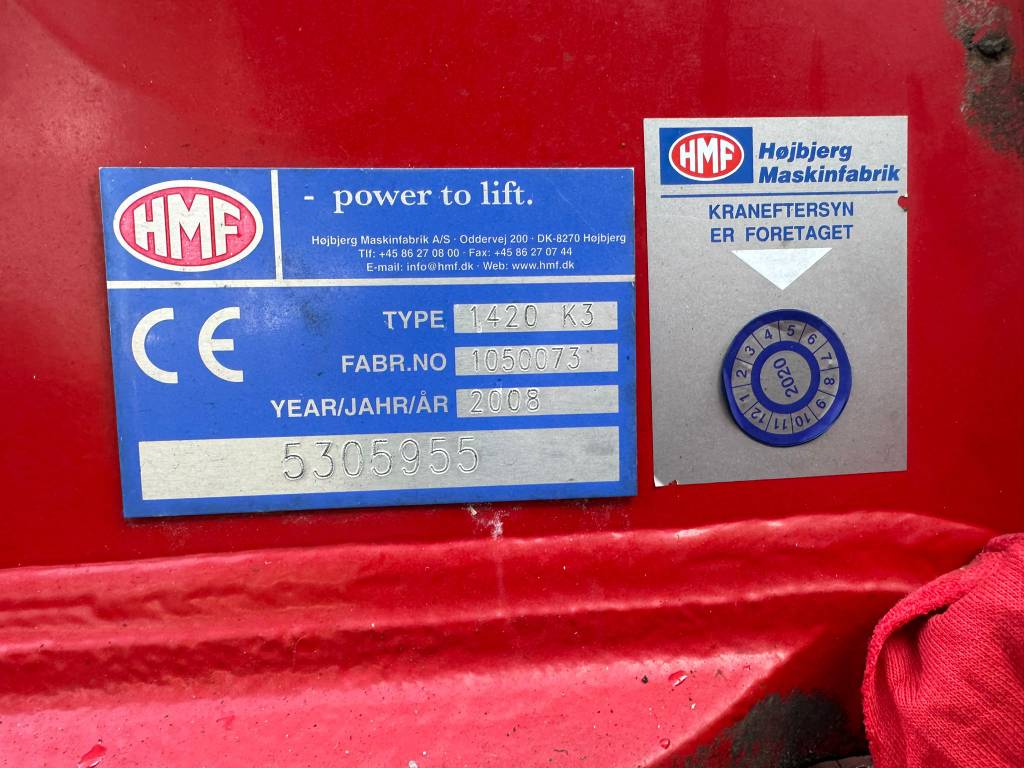 HMF
- power to lift.
Højbjerg Maskinfabrik A/S · Oddervej 200 · DK-8270 Højbjerg
Tlf: +45 86 27 08 00 · Fax: +45 86 27 07 44
E-mail: info@hmf.dk · Web: www.hmf.dk
CE
TYPE 1420 K3
FABR.NO 1050073
YEAR/JAHR/ÅR 2008
5305955
HMF
Højbjerg
Maskinfabrik
KRANEFTERSYN
ER FORETAGET
1 2 3 4 5 6 7 8 9 10 11 12
2020